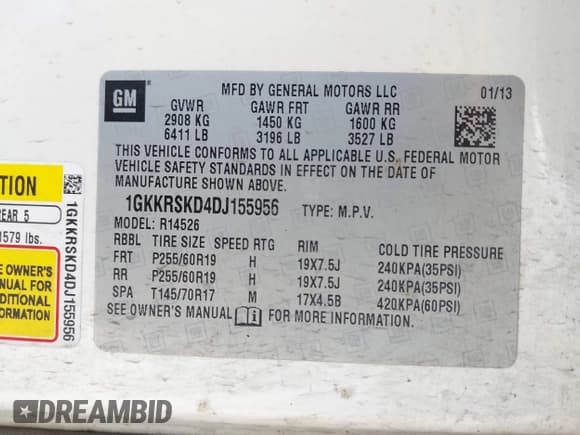 GM
MFD BY GENERAL MOTORS LLC
01/13
GVWR GAWR FRT GAWR RR
2908 KG 1450 KG 1600 KG
6411 LB 3196 LB 3527 LB
THIS VEHICLE CONFORMS TO ALL APPLICABLE U.S. FEDERAL MOTOR
VEHICLE SAFETY STANDARDS IN EFFECT ON THE DATE OF
MANUFACTURE SHOWN ABOVE.
1GKKRSKD4DJ155956 TYPE: M.P.V.
MODEL: R14526
RBBL TIRE SIZE SPEED RTG RIM COLD TIRE PRESSURE
FRT P255/60R19 H 19X7.5J 240KPA(35PSI)
RR P255/60R19 H 19X7.5J 240KPA(35PSI)
SPA T145/70R17 M 17X4.5B 420KPA(60PSI)
SEE OWNER'S MANUAL FOR MORE INFORMATION.
TION
REAR 5
1579 lbs.
E OWNER'S
NUAL FOR
DITIONAL
ORMATION
1GKKRSKD4DJ155956
DREAMBID